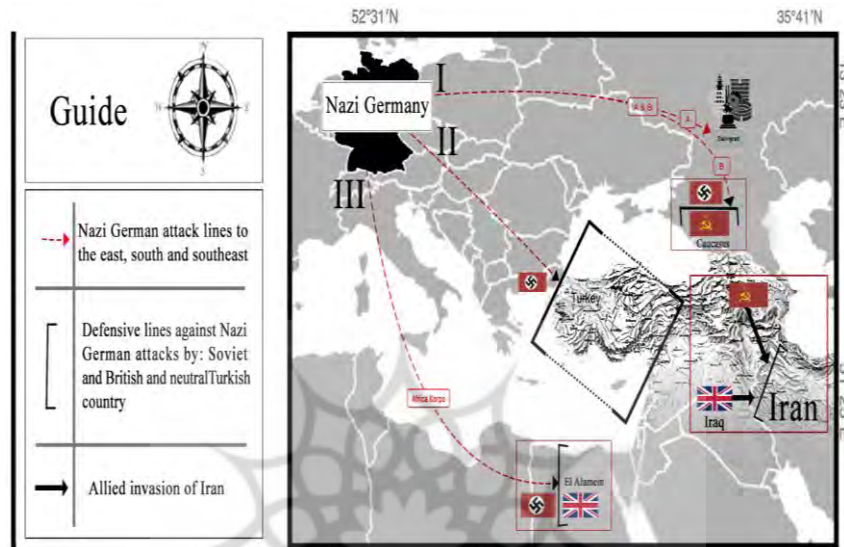 52°31'N
35°41'N
Guide
N
W
E
S
Nazi German attack lines to
the east, south and southeast
Defensive lines against Nazi
German attacks by: Soviet
and British and neutralTurkish
country
Allied invasion of Iran
Nazi Germany
I
II
III
A & B
A
B
Caucasus
Turkey
Iraq
Iran
Africa Korps
El Alament